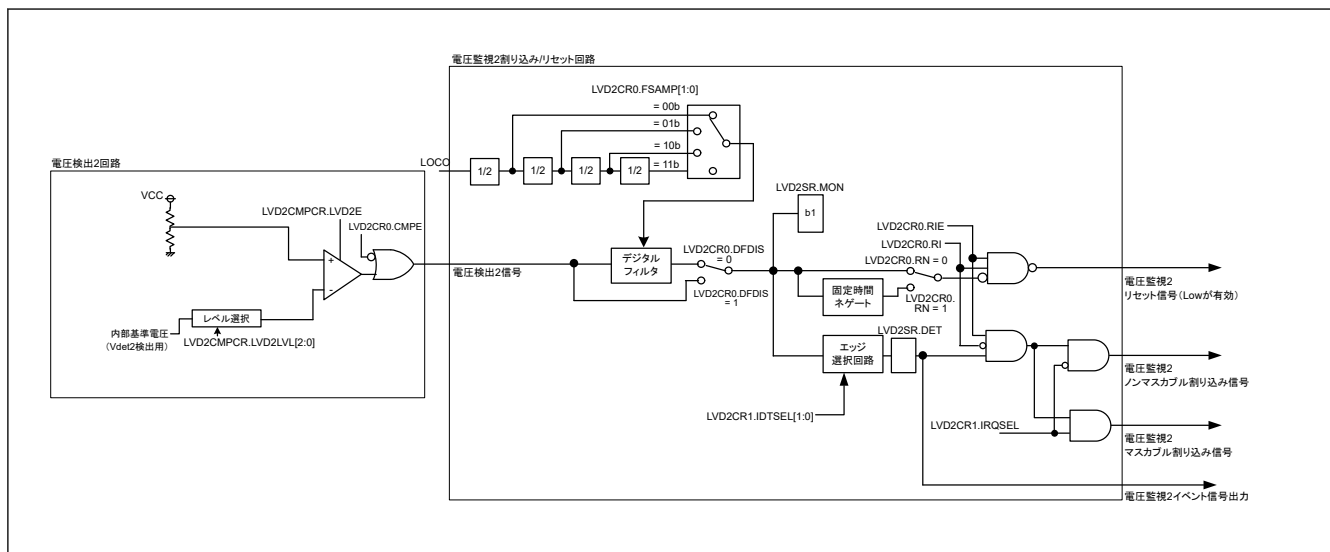 電圧監視2割り込み/リセット回路
LVD2CR0.FSAMP[1:0]
= 00b
= 01b
= 10b
= 11b
LOCO
1/2
1/2
1/2
1/2
電圧検出2回路
VCC
LVD2CMPCR.LVD2E
LVD2CR0.CMPE
+
-
レベル選択
内部基準電圧
(Vdet2検出用)
LVD2CMPCR.LVD2LVL[2:0]
電圧検出2信号
デジタル
フィルタ
LVD2CR0.DFDIS
= 0
LVD2CR0.DFDIS
= 1
LVD2SR.MON
b1
LVD2CR0.RIE
LVD2CR0.RI
LVD2CR0.RN = 0
固定時間
ネゲート
LVD2CR0.
RN = 1
電圧監視2
リセット信号(Lowが有効)
エッジ
選択回路
LVD2SR.DET
LVD2CR1.IDTSEL[1:0]
電圧監視2
ノンマスカブル割り込み信号
LVD2CR1.IRQSEL
電圧監視2
マスカブル割り込み信号
電圧監視2イベント信号出力